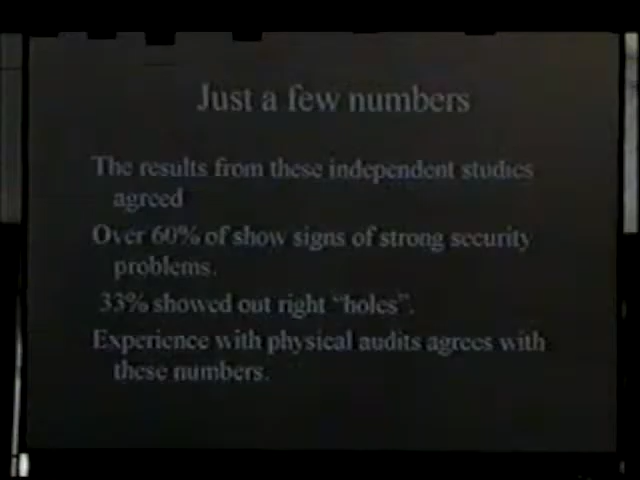 Just a few numbers
The results from these independent studies
agreed
Over 60% of show signs of strong security
problems.
33% showed out right “holes”.
Experience with physical audits agrees with
these numbers.